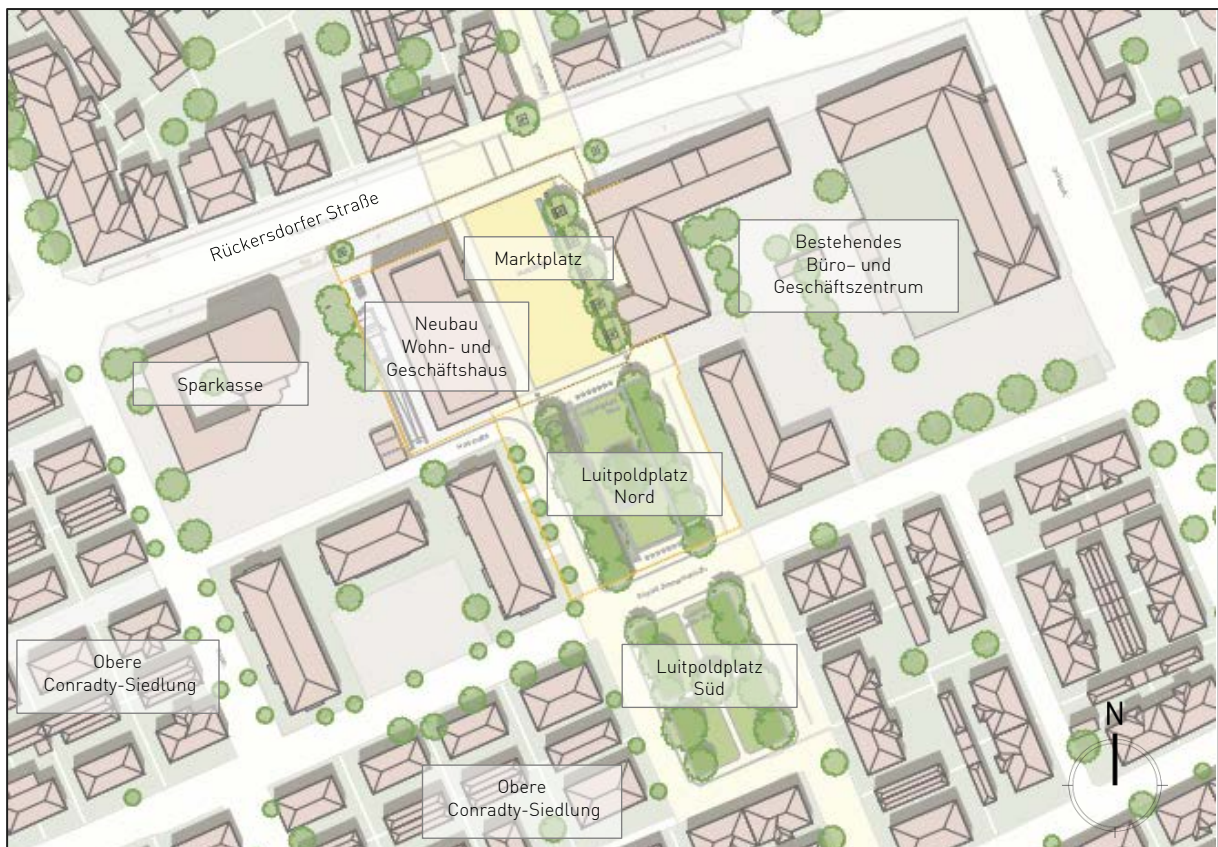 Rückersdorfer Straße
Marktplatz
Bestehendes
Büro– und
Geschäftszentrum
Neubau
Wohn- und
Geschäftshaus
Sparkasse
Luitpoldplatz
Nord
Obere
Conradty-Siedlung
Luitpoldplatz
Süd
N
Obere
Conradty-Siedlung